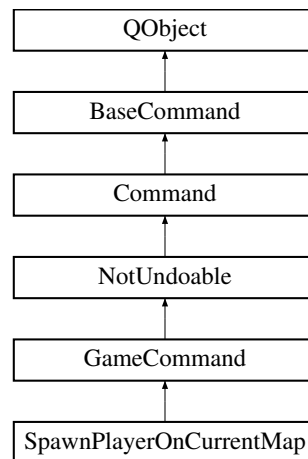 QObject
BaseCommand
Command
NotUndoable
GameCommand
SpawnPlayerOnCurrentMap